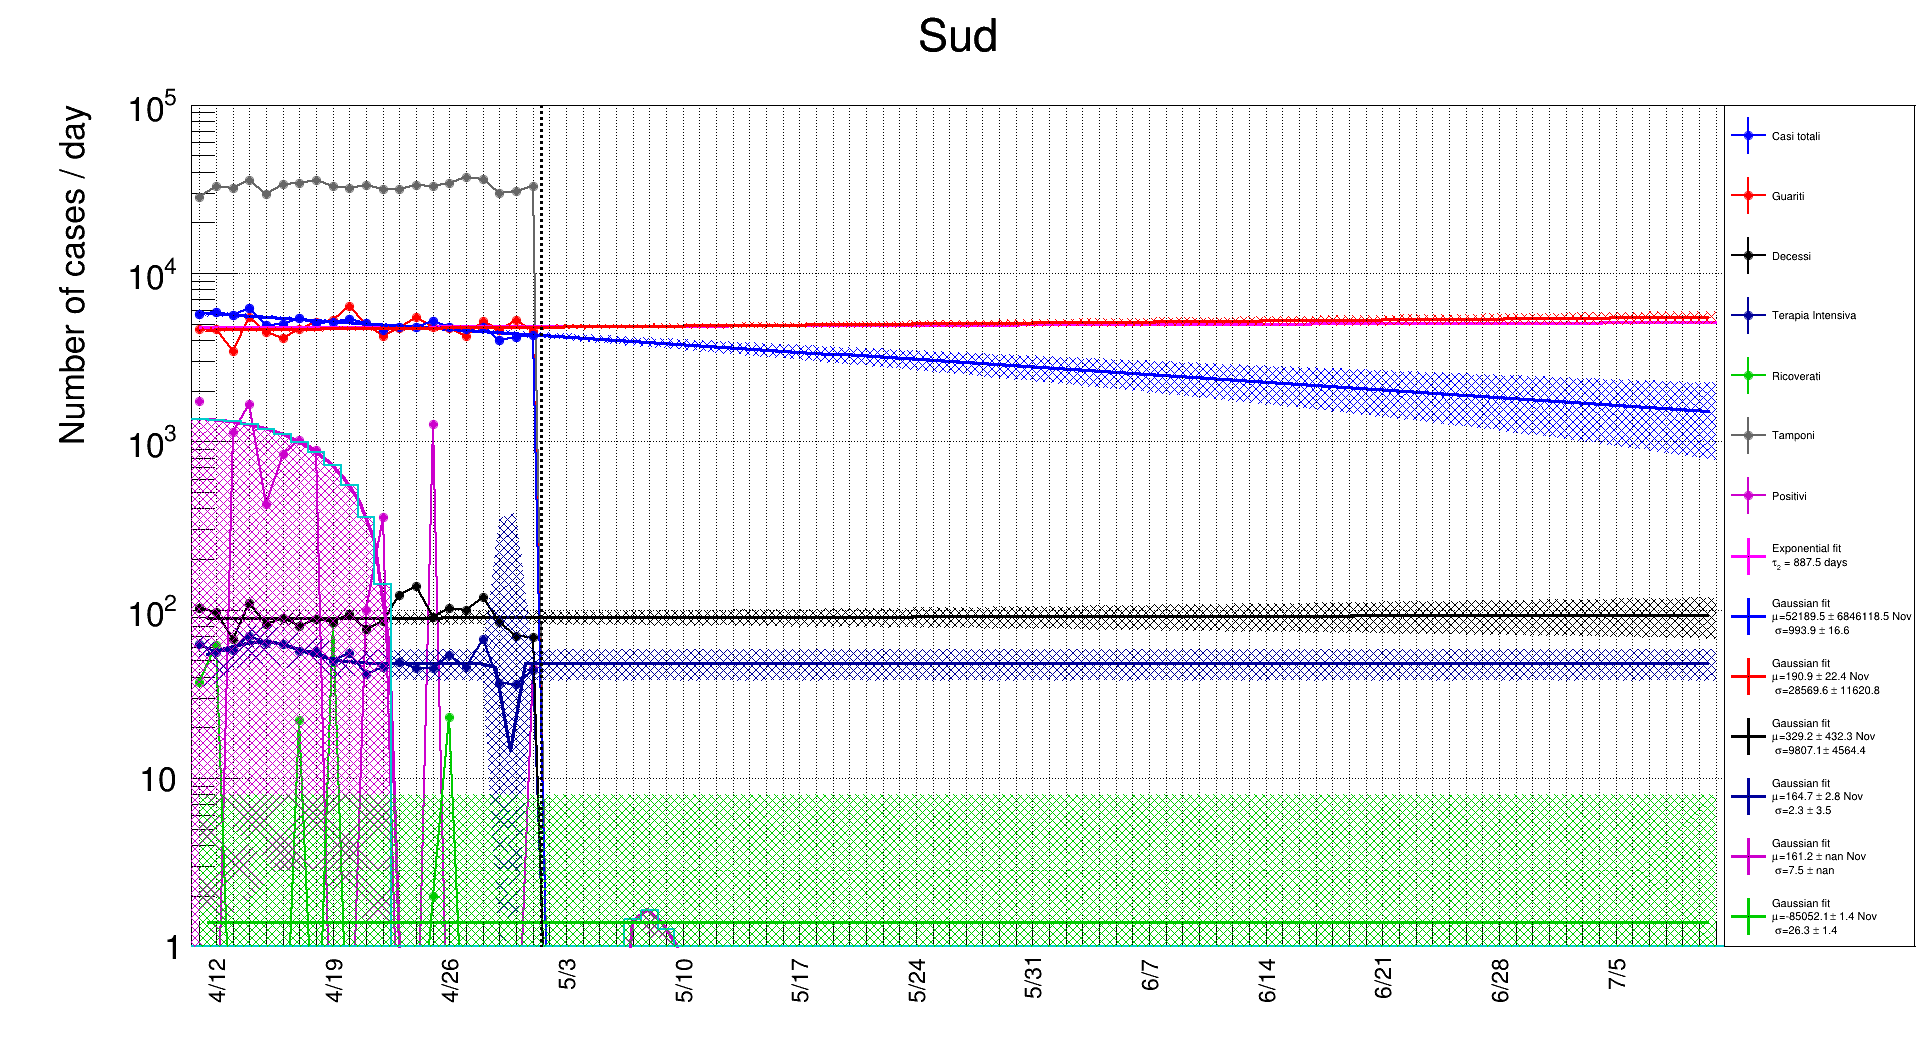 Sud
Number of cases / day
10^5
10^4
10^3
10^2
10
1
4/12
4/19
4/26
5/3
5/10
5/17
5/24
5/31
6/7
6/14
6/21
6/28
7/5
Casi totali
Guariti
Decessi
Terapia Intensiva
Ricoverati
Tamponi
Positivi
Exponential fit
τ₂ = 887.5 days
Gaussian fit
μ=52189.5 ± 6846118.5 Nov
σ=993.9 ± 16.6
Gaussian fit
μ=190.9 ± 22.4 Nov
σ=28569.6 ± 11620.8
Gaussian fit
μ=329.2 ± 432.3 Nov
σ=9807.1 ± 4564.4
Gaussian fit
μ=164.7 ± 2.8 Nov
σ=2.3 ± 3.5
Gaussian fit
μ=161.2 ± nan Nov
σ=7.5 ± nan
Gaussian fit
μ=-85052.1 ± 1.4 Nov
σ=26.3 ± 1.4